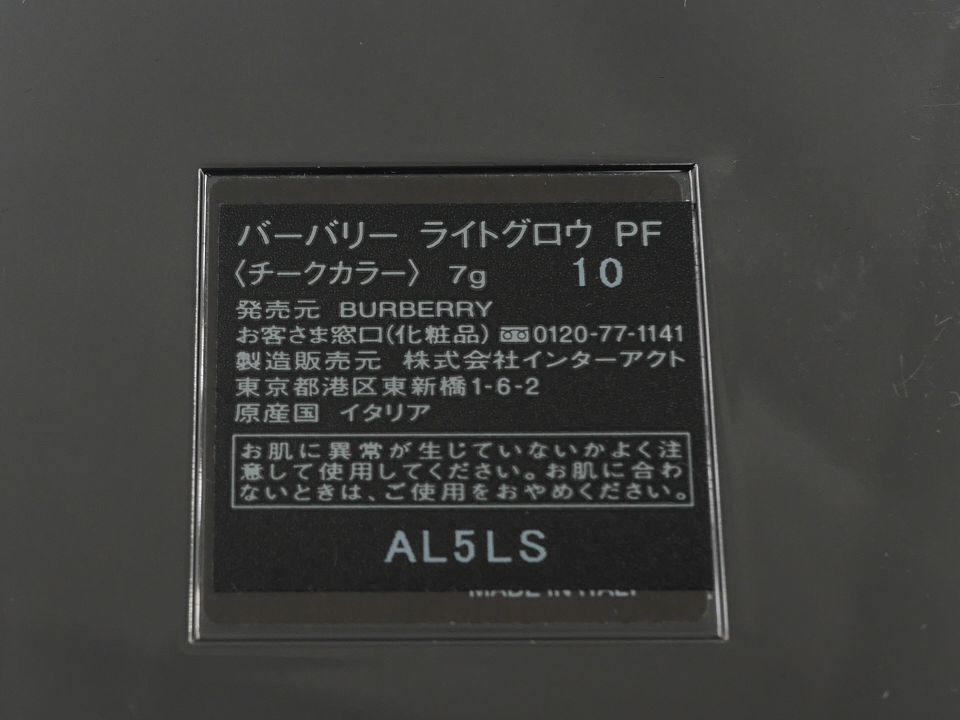 バーバリー ライトグロウ PF
〈チークカラー〉 7g 10
発売元 BURBERRY
お客さま窓口(化粧品) 0120-77-1141
製造販売元 株式会社インターアクト
東京都港区東新橋1-6-2
原産国 イタリア
お肌に異常が生じていないかよく注
意して使用してください。お肌に合わ
ないときは、ご使用をおやめください。
AL5LS
MADE IN ITALY